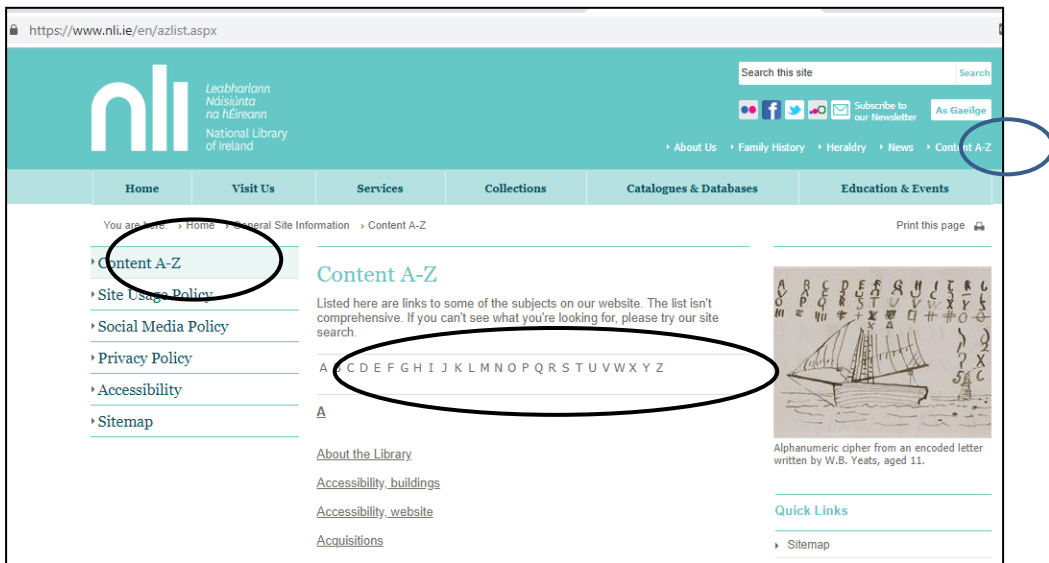 https://www.nli.ie/en/azlist.aspx
Search this site
Search
nli
Leabharlann
Náisiúnta
na hÉireann
National Library
of Ireland
Subscribe to
our Newsletter
As Gaeilge
About Us
Family History
Heraldry
News
Content A-Z
Home
Visit Us
Services
Collections
Catalogues & Databases
Education & Events
You are here: Home General Site Information Content A-Z
Print this page
Content A-Z
Site Usage Policy
Social Media Policy
Privacy Policy
Accessibility
Sitemap
Content A-Z
Listed here are links to some of the subjects on our website. The list isn't
comprehensive. If you can't see what you're looking for, please try our site
search.
A B C D E F G H I J K L M N O P Q R S T U V W X Y Z
A
About the Library
Accessibility, buildings
Accessibility, website
Acquisitions
Alphanumeric cipher from an encoded letter
written by W.B. Yeats, aged 11.
Quick Links
Sitemap